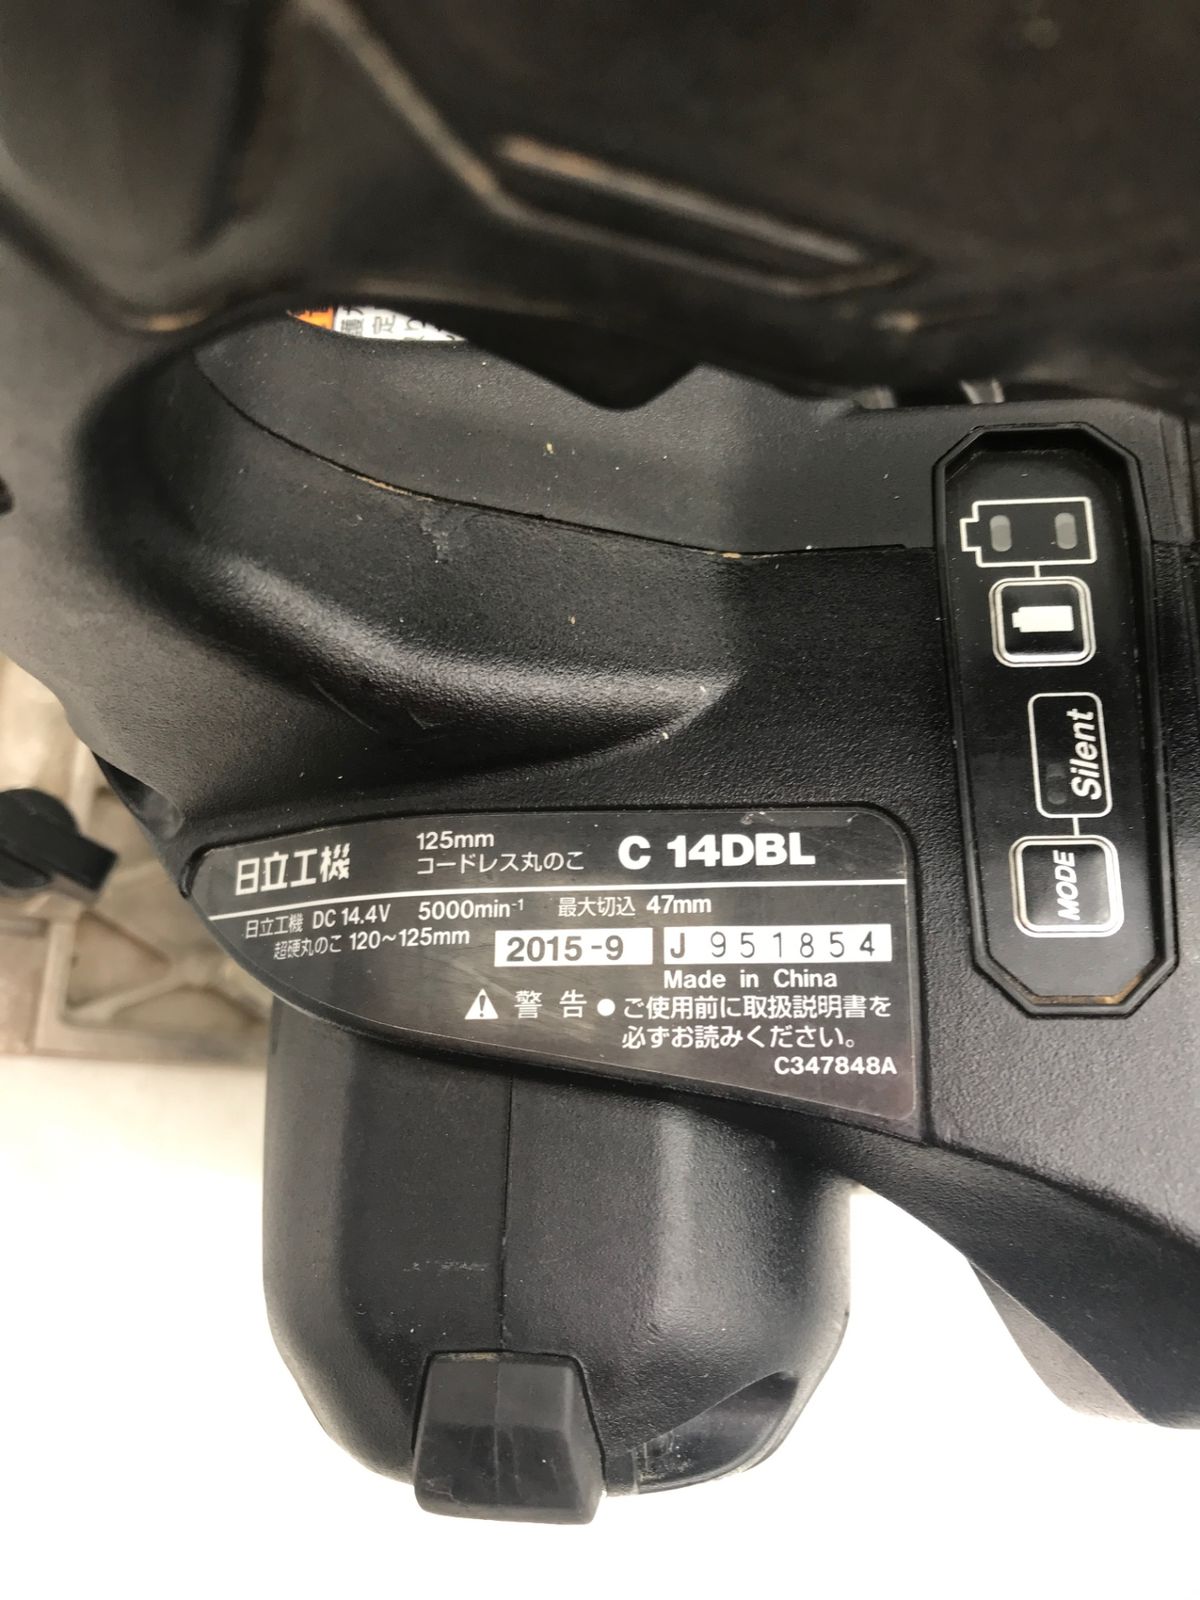 護カ
定
日立工機
125mm
コードレス丸のこ
C 14DBL
日立工機 DC 14.4V 5000min⁻¹ 最大切込 47mm
超硬丸のこ 120～125mm
2015-9 J 951854
Made in China
⚠ 警告 ●ご使用前に取扱説明書を
必ずお読みください。
C347848A
Silent
MODE